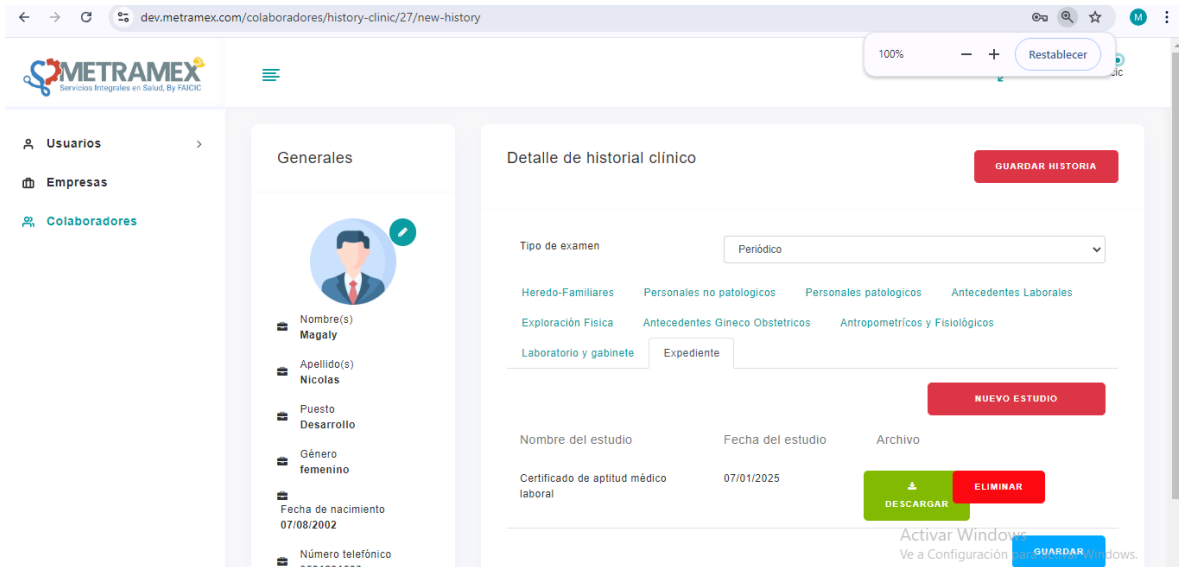 dev.metramex.com/colaboradores/history-clinic/27/new-history
M
100%
Restablecer
METRAMEX
Servicios Integrales en Salud, By FAICIC
Usuarios
Empresas
Colaboradores
Generales
Nombre(s)
Magaly
Apellido(s)
Nicolas
Puesto
Desarrollo
Género
femenino
Fecha de nacimiento
07/08/2002
Número telefónico
Detalle de historial clínico
GUARDAR HISTORIA
Tipo de examen
Periódico
Heredo-Familiares Personales no patologicos Personales patologicos Antecedentes Laborales
Exploración Fisica Antecedentes Gineco Obstetricos Antropometrícos y Fisiológicos
Laboratorio y gabinete Expediente
NUEVO ESTUDIO
Nombre del estudio Fecha del estudio Archivo
Certificado de aptitud médico
laboral
07/01/2025
DESCARGAR
ELIMINAR
Activar Windows
Ve a Configuración para activar Windows.
GUARDAR